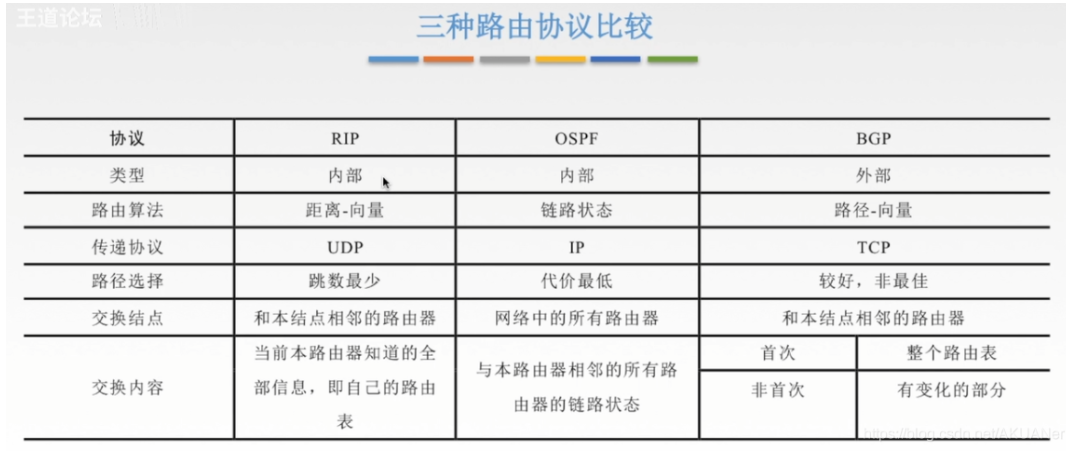 王道论坛
三种路由协议比较
协议 RIP OSPF BGP
类型 内部 内部 外部
路由算法 距离-向量 链路状态 路径-向量
传递协议 UDP IP TCP
路径选择 跳数最少 代价最低 较好，非最佳
交换结点 和本结点相邻的路由器 网络中的所有路由器 和本结点相邻的路由器
交换内容
当前本路由器知道的全
部信息，即自己的路由
表
与本路由器相邻的所有路
由器的链路状态
首次 整个路由表
非首次 有变化的部分
https://blog.csdn.net/AKUANer